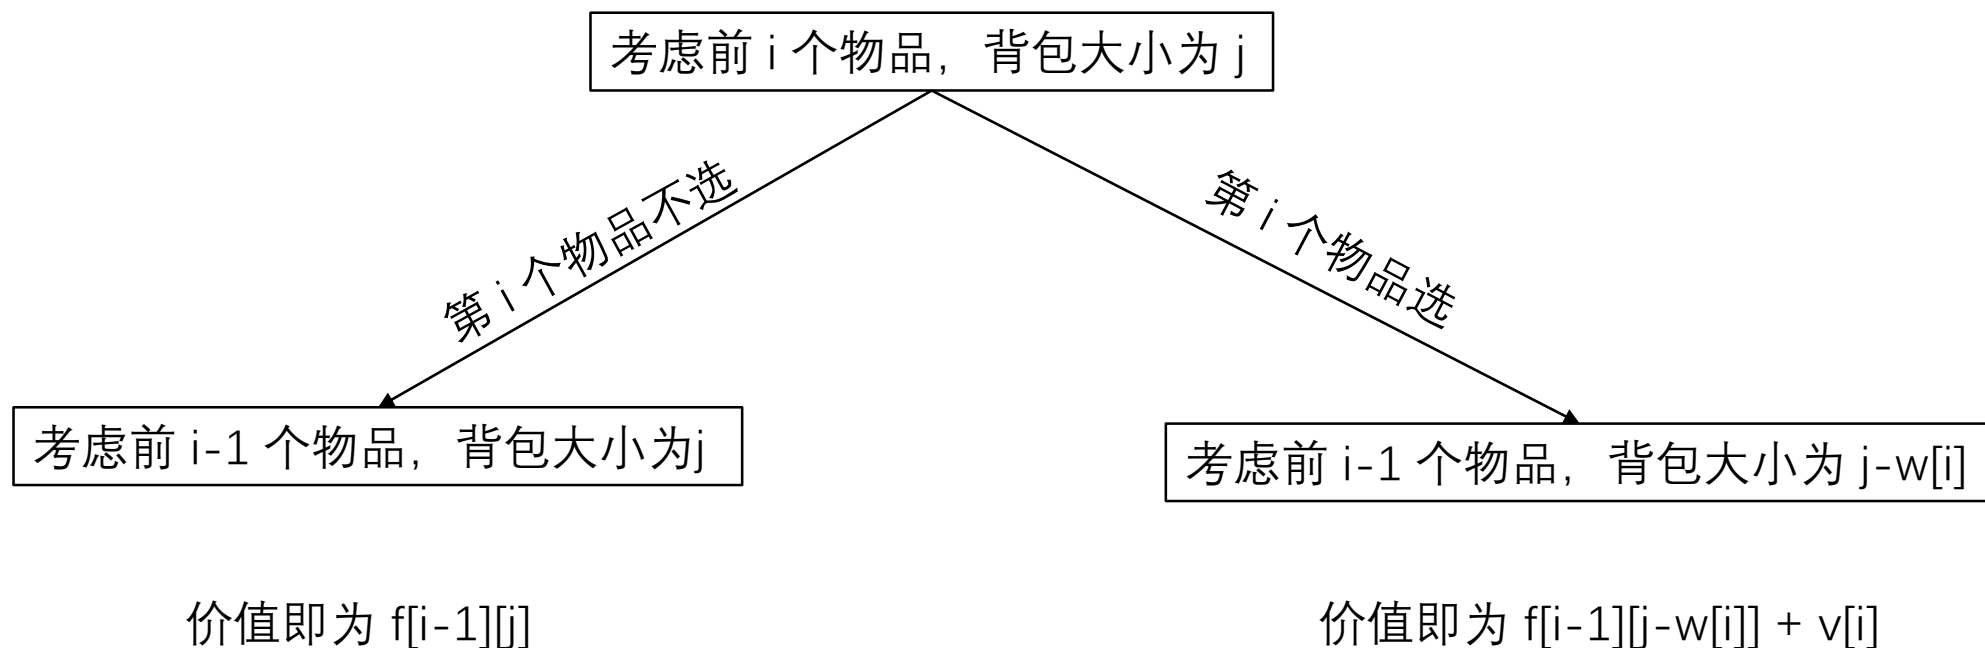 考虑前 i 个物品，背包大小为 j
第 i 个物品不选
第 i 个物品选
考虑前 i-1 个物品，背包大小为j
考虑前 i-1 个物品，背包大小为 j-w[i]
价值即为 f[i-1][j]
价值即为 f[i-1][j-w[i]] + v[i]